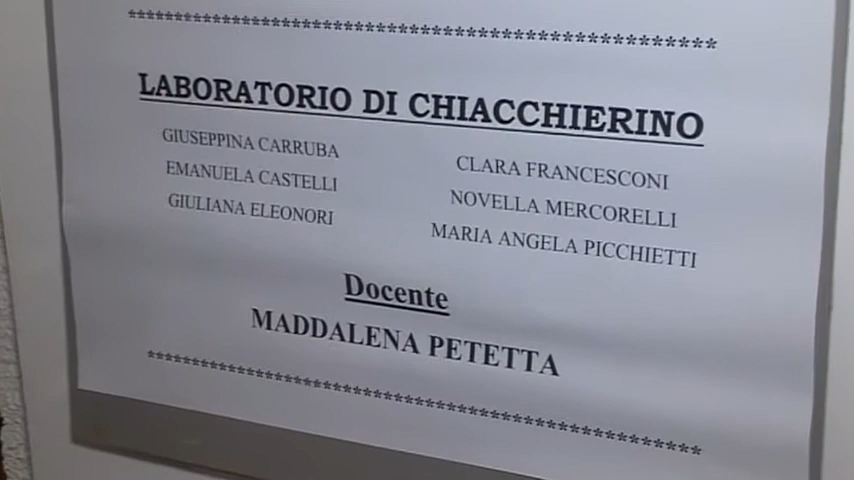 ************************************************************
LABORATORIO DI CHIACCHIERINO
GIUSEPPINA CARRUBA
EMANUELA CASTELLI
GIULIANA ELEONORI
CLARA FRANCESCONI
NOVELLA MERCORELLI
MARIA ANGELA PICCHIETTI
Docente
MADDALENA PETETTA
************************************************************